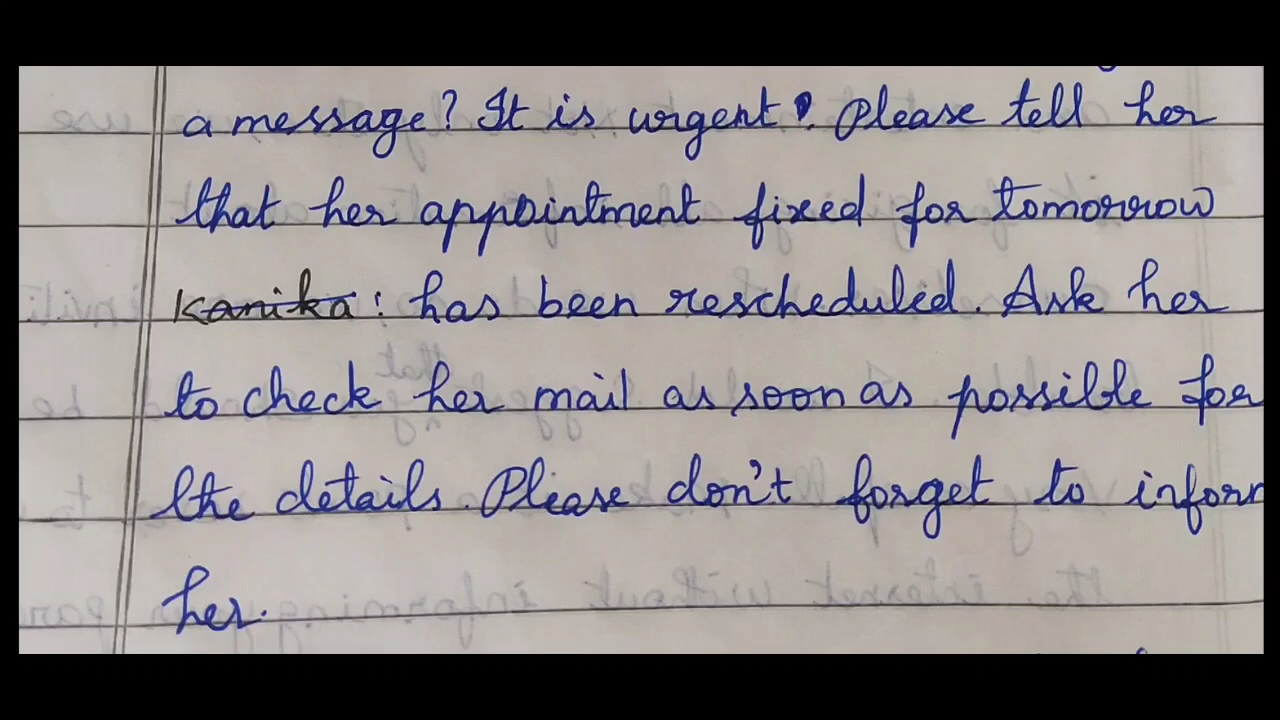 a message? It is urgent. Please tell her
that her appointment fixed for tomorrow
Kanika: has been rescheduled. Ask her
to check her mail as soon as possible for
the details. Please don't forget to inform
her.